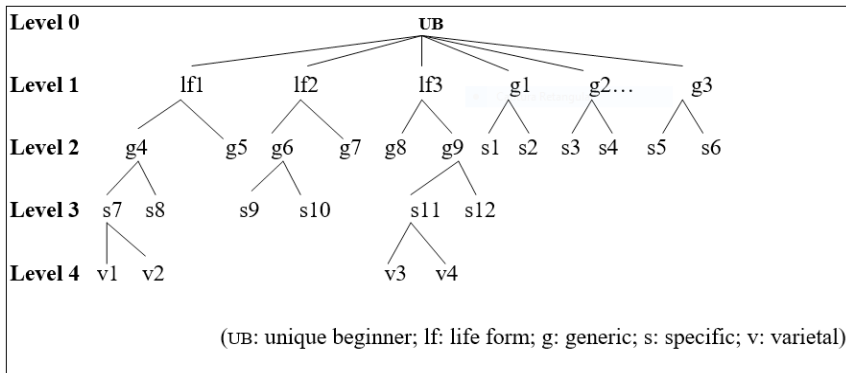 Level 0 UB
Level 1 lf1 lf2 lf3 g1 g2… g3
Level 2 g4 g5 g6 g7 g8 g9 s1 s2 s3 s4 s5 s6
Level 3 s7 s8 s9 s10 s11 s12
Level 4 v1 v2 v3 v4
(UB: unique beginner; lf: life form; g: generic; s: specific; v: varietal)